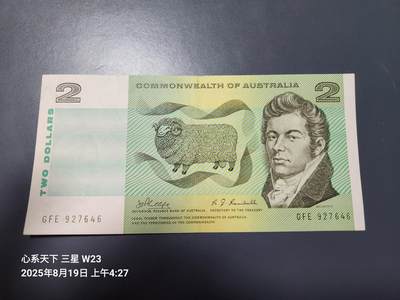 2
COMMONWEALTH OF AUSTRALIA
2
TWO DOLLARS
GOVERNOR RESERVE BANK OF AUSTRALIA SECRETARY TO THE TREASURY
LEGAL TENDER THROUGHOUT THE COMMONWEALTH OF AUSTRALIA
AND THE TERRITORIES OF THE COMMONWEALTH
GFE 927646
GFE 927646
心系天下 三星 W23
2025年8月19日 上午4:27